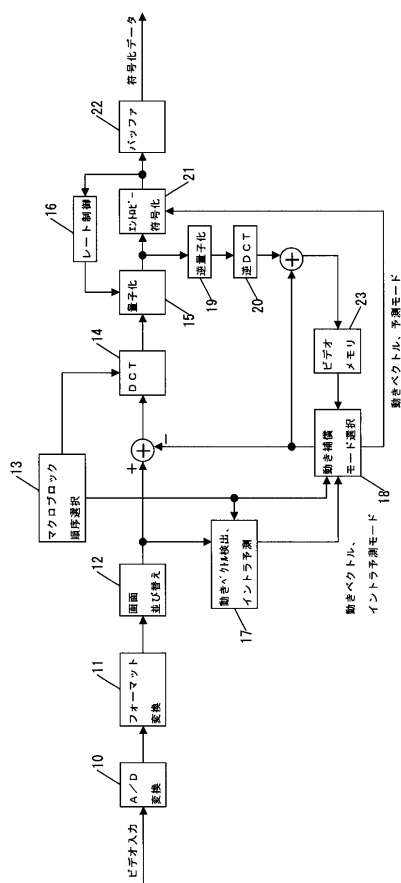 ビデオ入力
10
A/D
変換
11
フォーマット
変換
12
画面
並び替え
13
マクロブロック
順序選択
+
−
14
DCT
15
量子化
16
レート制御
エントロピー
符号化
21
22
バッファ
符号化データ
19
逆量子化
20
逆DCT
23
ビデオ
メモリ
動き補償
モード選択
18
動きベクトル検出、
イントラ予測
17
動きベクトル、
イントラ予測モード
動きベクトル、予測モード